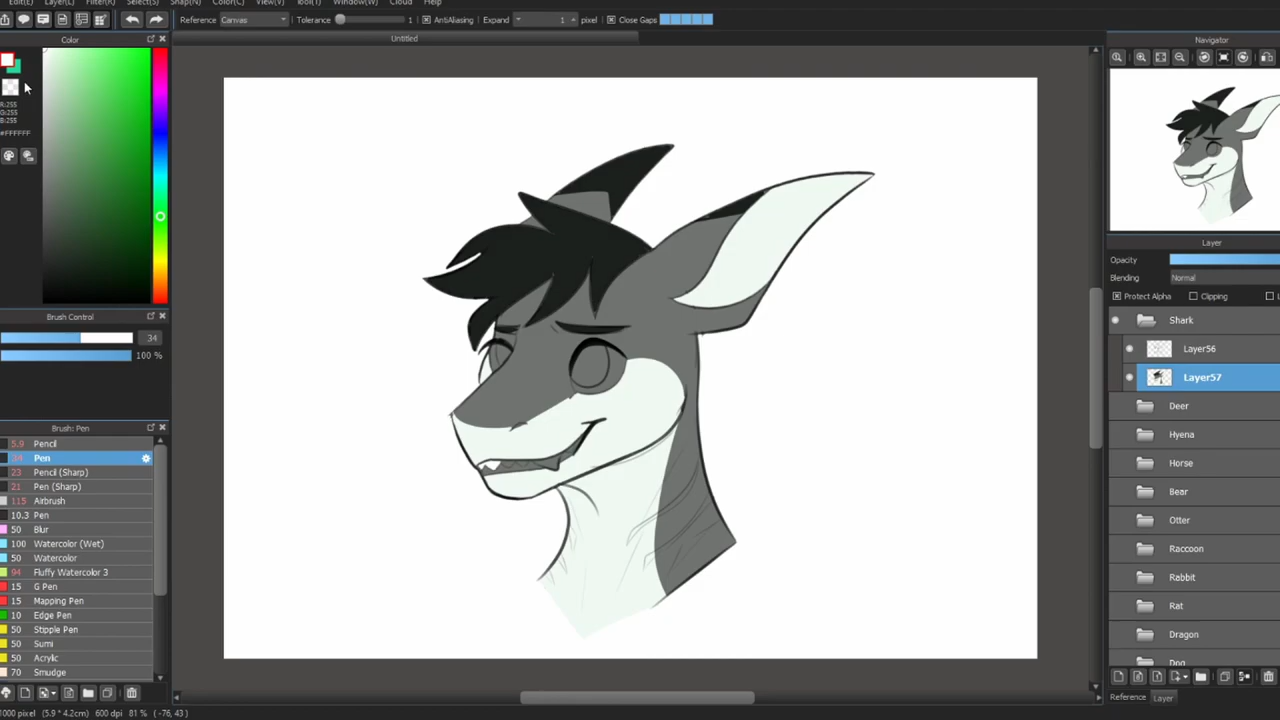 Edit(E) Layer(L) Filter(R) Select(S) Snap(N) Color(C) View(V) Tool(T) Window(W) Cloud Help
Reference Canvas Tolerance 1 AntiAliasing Expand 1 pixel Close Gaps
Color
Untitled
Navigator
R:255
G:255
B:255
#FFFFFF
Brush Control
34
100 %
Brush: Pen
5.9 Pencil
34 Pen
23 Pencil (Sharp)
21 Pen (Sharp)
115 Airbrush
10.3 Pen
50 Blur
100 Watercolor (Wet)
50 Watercolor
94 Fluffy Watercolor 3
15 G Pen
15 Mapping Pen
10 Edge Pen
50 Stipple Pen
50 Sumi
50 Acrylic
70 Smudge
Layer
Opacity
Blending Normal
Protect Alpha Clipping
Shark
Layer56
Layer57
Deer
Hyena
Horse
Bear
Otter
Raccoon
Rabbit
Rat
Dragon
Dog
Reference Layer
1000 pixel (5.9 * 4.2cm) 600 dpi 81 % (-76, 43)